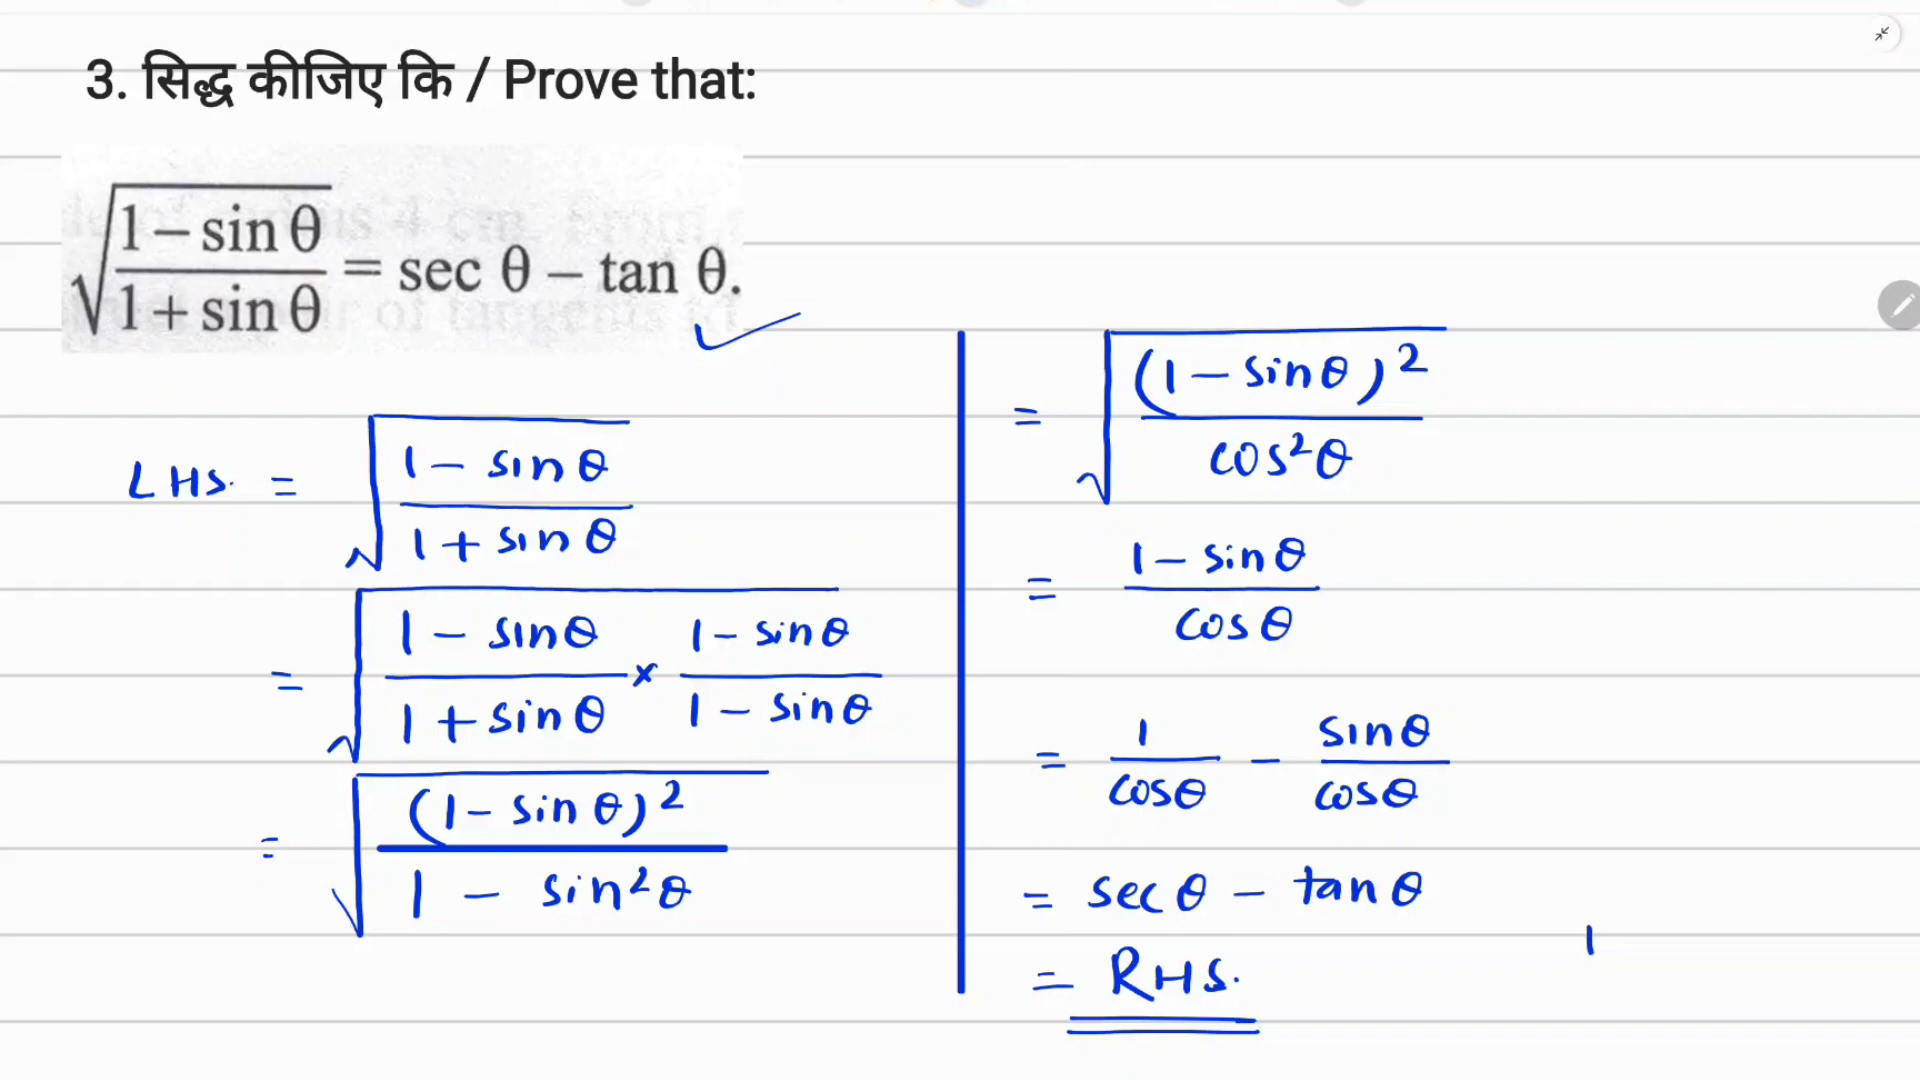 3. सिद्ध कीजिए कि / Prove that:
√((1 – sin θ)/(1 + sin θ)) = sec θ – tan θ.
LHS. = √((1 – sinθ)/(1 + sinθ))
= √((1 – sinθ)/(1 + sinθ) × (1 – sinθ)/(1 – sinθ))
= √((1 – sinθ)²/(1 – sin²θ))
= √((1 – sinθ)²/cos²θ)
= (1 – sinθ)/cosθ
= 1/cosθ – sinθ/cosθ
= secθ – tanθ
= RHS.